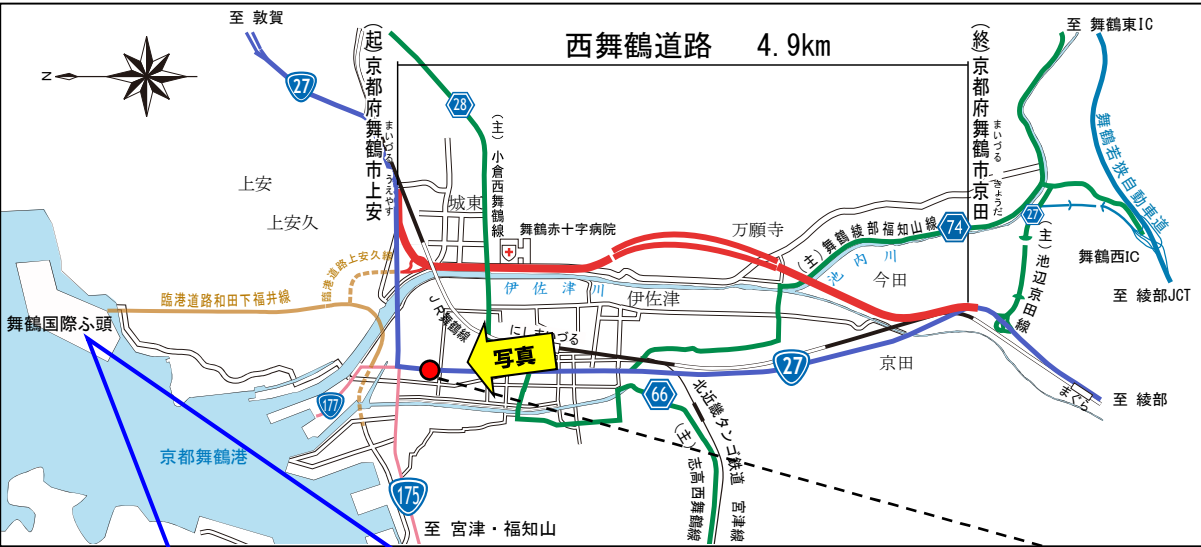 至 敦賀
27
N
(起)京都府舞鶴市上安
まいづる うえやす
西舞鶴道路 4.9km
(終)京都府舞鶴市京田
まいづる きょうだ
至 舞鶴東IC
28
(主)小倉西舞鶴線
舞鶴若狭自動車道
上安
上安久
城東
舞鶴赤十字病院
万願寺
(主)舞鶴綾部福知山線
74
27
(主)池辺京田線
舞鶴西IC
至 綾部JCT
臨港道路上安久線
臨港道路和田下福井線
伊佐津川
池内川
今田
伊佐津
舞鶴国際ふ頭
JR舞鶴線
にしまいづる
写真
27
京田
まぐら
至 綾部
177
66
北近畿タンゴ鉄道 宮津線
(主)志高西舞鶴線
京都舞鶴港
175
至 宮津・福知山